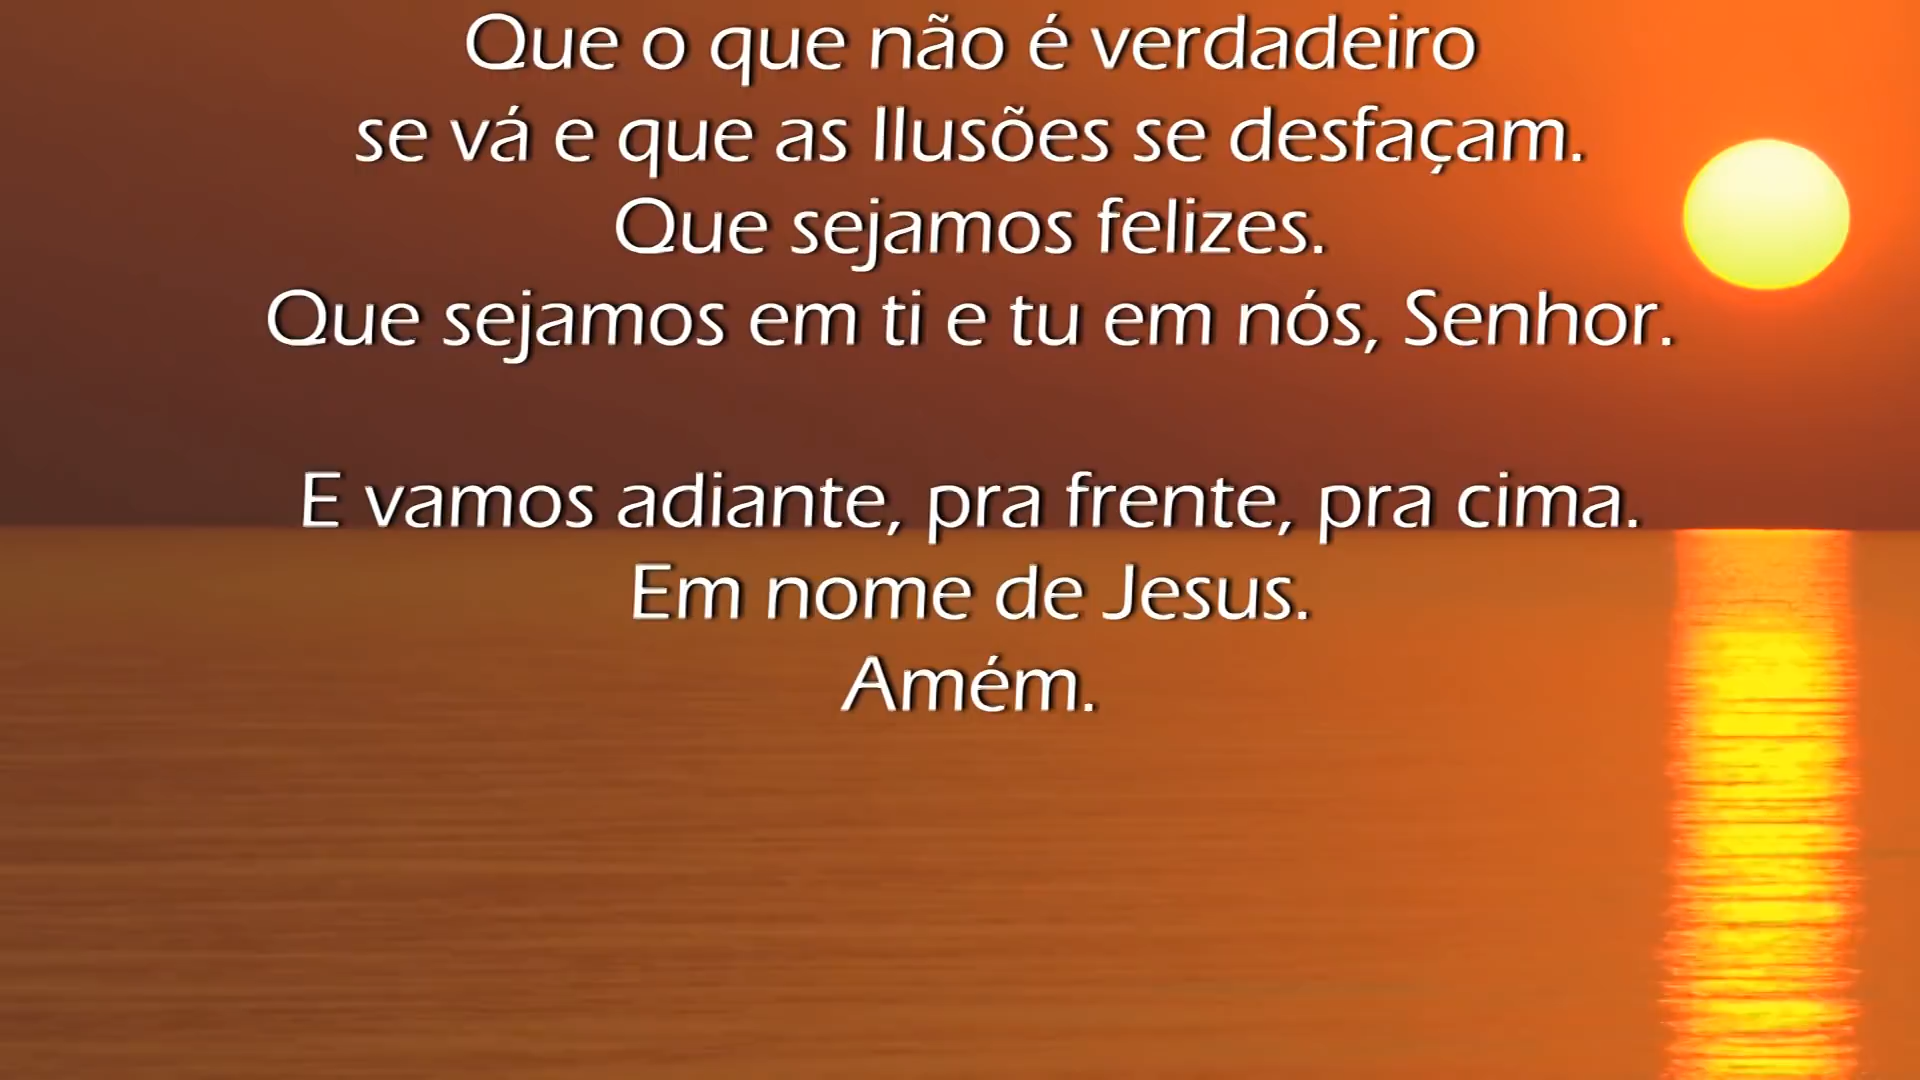 Que o que não é verdadeiro
se vá e que as Ilusões se desfaçam.
Que sejamos felizes.
Que sejamos em ti e tu em nós, Senhor.
E vamos adiante, pra frente, pra cima.
Em nome de Jesus.
Amém.